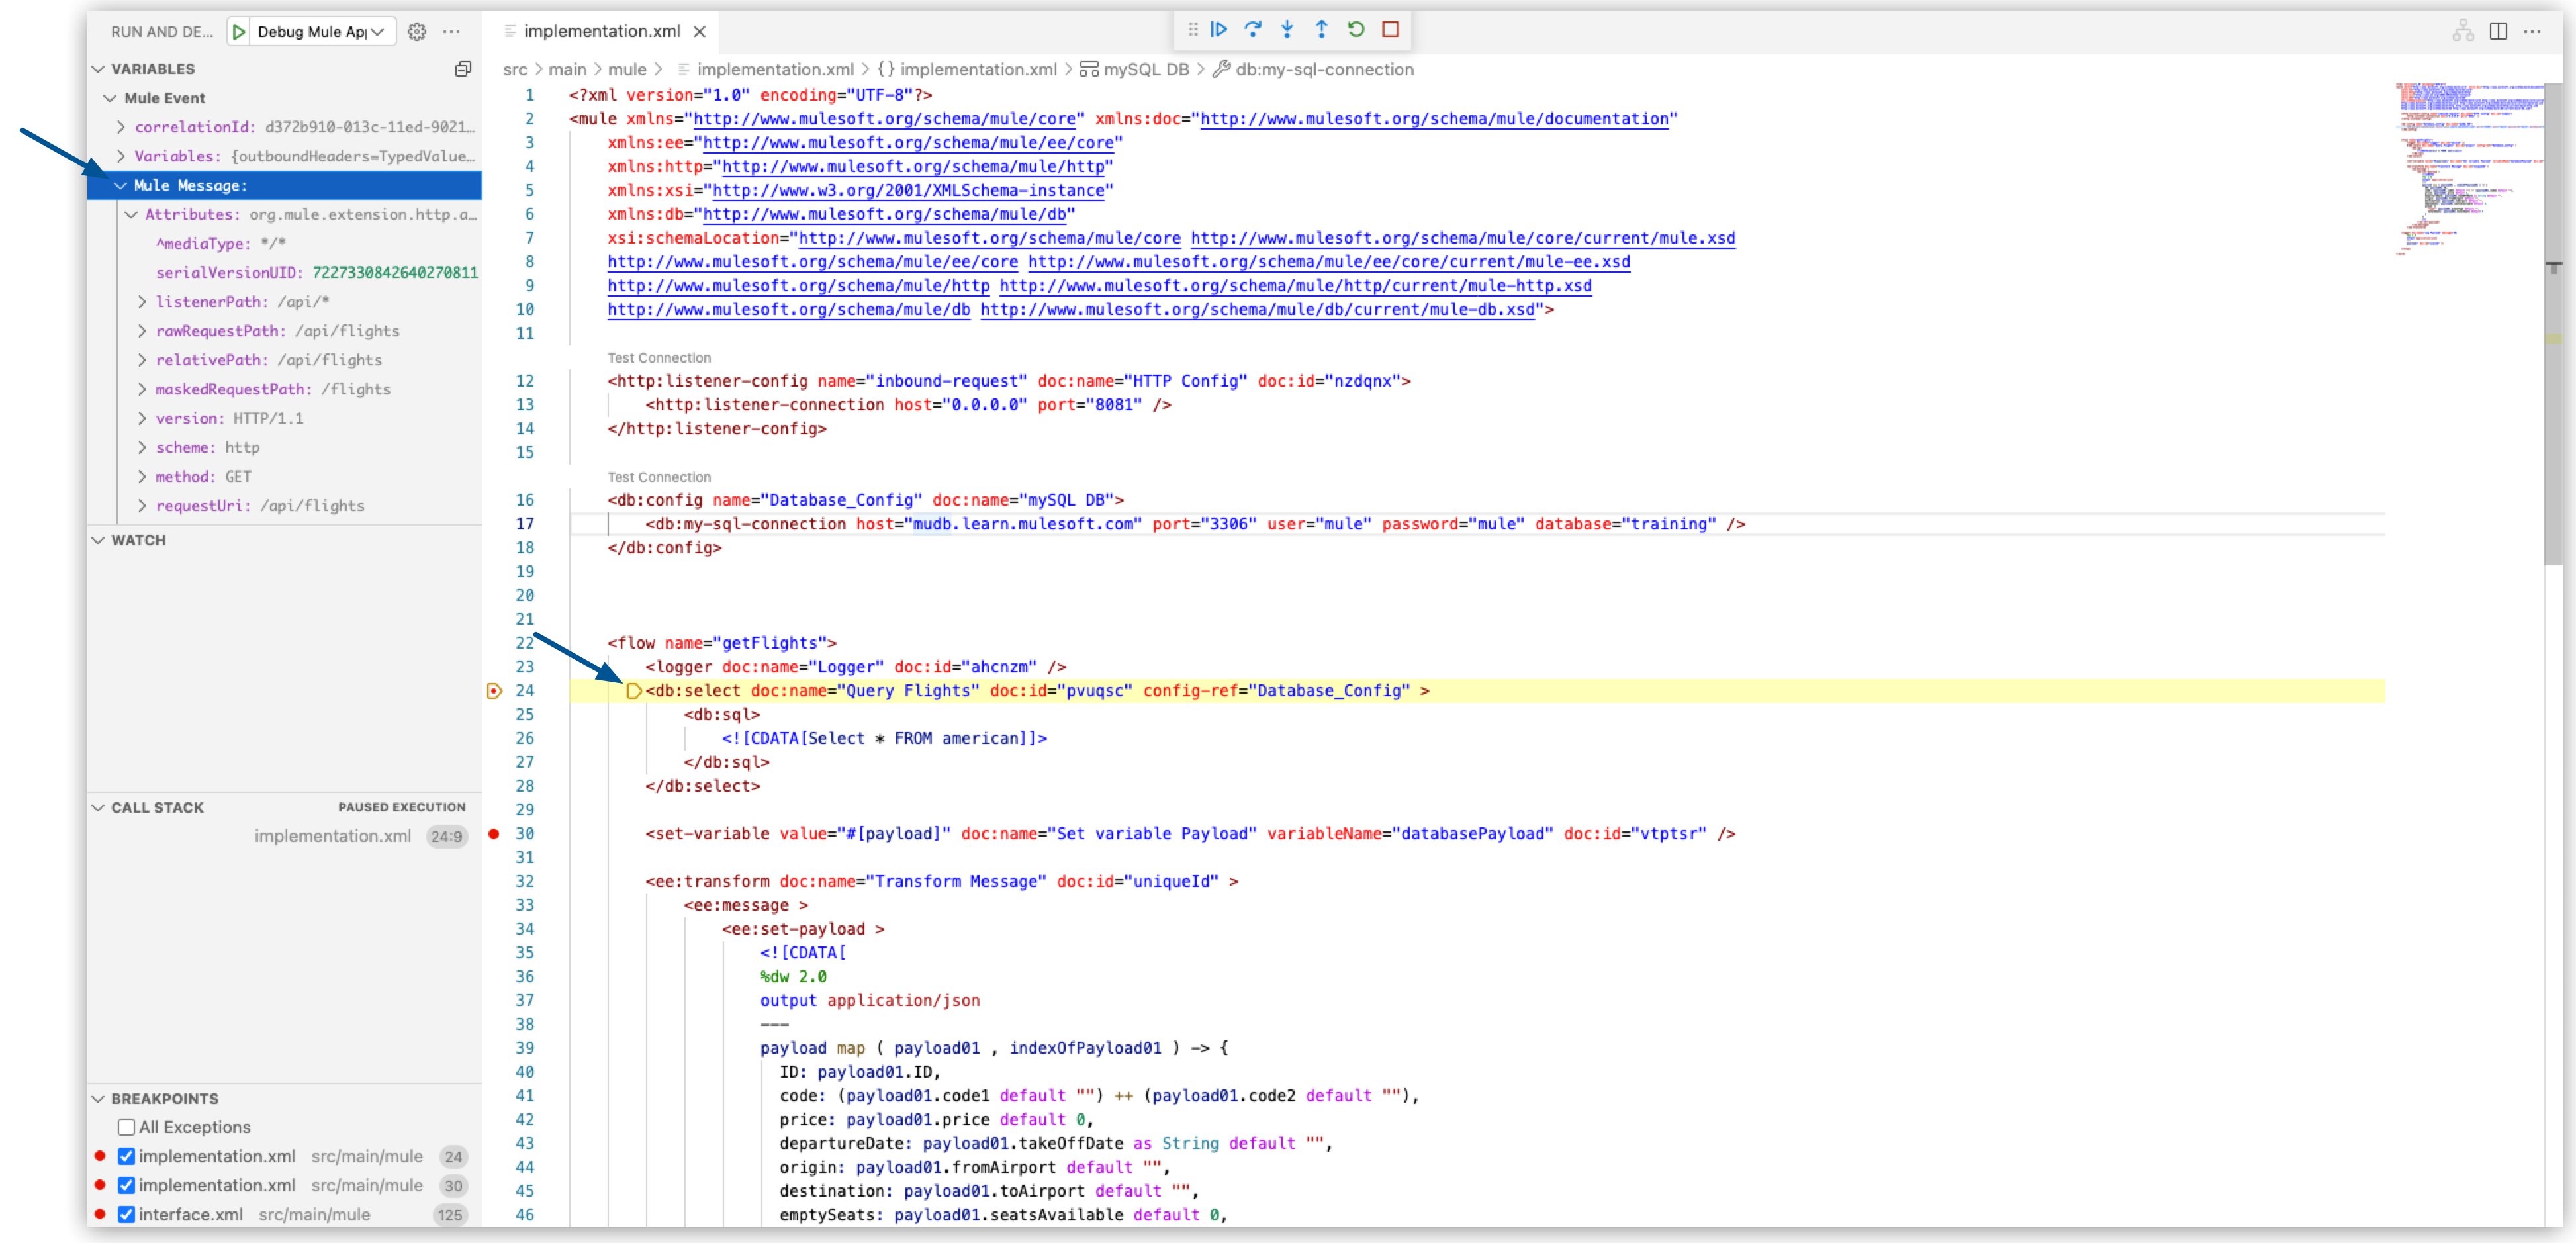 RUN AND DE... Debug Mule Ap
VARIABLES
Mule Event
correlationId: d372b910-013c-11ed-9021...
Variables: {outboundHeaders=TypedValue...
Mule Message:
Attributes: org.mule.extension.http.a...
^mediaType: */*
serialVersionUID: 7227330842640270811
listenerPath: /api/*
rawRequestPath: /api/flights
relativePath: /api/flights
maskedRequestPath: /flights
version: HTTP/1.1
scheme: http
method: GET
requestUri: /api/flights
WATCH
CALL STACK PAUSED EXECUTION
implementation.xml 24:9
BREAKPOINTS
All Exceptions
implementation.xml src/main/mule 24
implementation.xml src/main/mule 30
interface.xml src/main/mule 125
implementation.xml
src > main > mule > implementation.xml > {} implementation.xml > mySQL DB > db:my-sql-connection
1 <?xml version="1.0" encoding="UTF-8"?>
2 <mule xmlns="http://www.mulesoft.org/schema/mule/core" xmlns:doc="http://www.mulesoft.org/schema/mule/documentation"
3 xmlns:ee="http://www.mulesoft.org/schema/mule/ee/core"
4 xmlns:http="http://www.mulesoft.org/schema/mule/http"
5 xmlns:xsi="http://www.w3.org/2001/XMLSchema-instance"
6 xmlns:db="http://www.mulesoft.org/schema/mule/db"
7 xsi:schemaLocation="http://www.mulesoft.org/schema/mule/core http://www.mulesoft.org/schema/mule/core/current/mule.xsd
8 http://www.mulesoft.org/schema/mule/ee/core http://www.mulesoft.org/schema/mule/ee/core/current/mule-ee.xsd
9 http://www.mulesoft.org/schema/mule/http http://www.mulesoft.org/schema/mule/http/current/mule-http.xsd
10 http://www.mulesoft.org/schema/mule/db http://www.mulesoft.org/schema/mule/db/current/mule-db.xsd">
11
Test Connection
12 <http:listener-config name="inbound-request" doc:name="HTTP Config" doc:id="nzdqnx">
13 <http:listener-connection host="0.0.0.0" port="8081" />
14 </http:listener-config>
15
Test Connection
16 <db:config name="Database_Config" doc:name="mySQL DB">
17 <db:my-sql-connection host="mudb.learn.mulesoft.com" port="3306" user="mule" password="mule" database="training" />
18 </db:config>
19
20
21
22 <flow name="getFlights">
23 <logger doc:name="Logger" doc:id="ahcnzm" />
24 <db:select doc:name="Query Flights" doc:id="pvuqsc" config-ref="Database_Config" >
25 <db:sql>
26 <![CDATA[Select * FROM american]]>
27 </db:sql>
28 </db:select>
29
30 <set-variable value="#[payload]" doc:name="Set variable Payload" variableName="databasePayload" doc:id="vtptsr" />
31
32 <ee:transform doc:name="Transform Message" doc:id="uniqueId" >
33 <ee:message >
34 <ee:set-payload >
35 <![CDATA[
36 %dw 2.0
37 output application/json
38 ---
39 payload map ( payload01 , indexOfPayload01 ) -> {
40 ID: payload01.ID,
41 code: (payload01.code1 default "") ++ (payload01.code2 default ""),
42 price: payload01.price default 0,
43 departureDate: payload01.takeOffDate as String default "",
44 origin: payload01.fromAirport default "",
45 destination: payload01.toAirport default "",
46 emptySeats: payload01.seatsAvailable default 0,